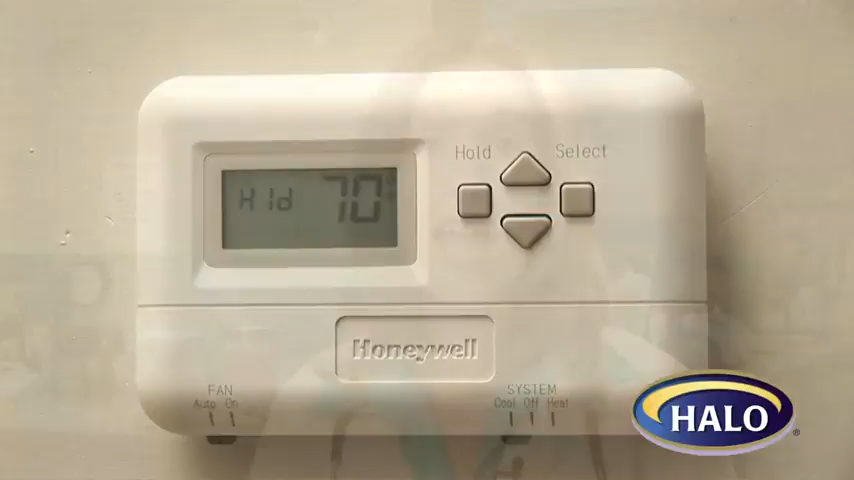 Hold
Select
Hld 70
Honeywell
FAN
Auto On
SYSTEM
Cool Off Heat
HALO
®